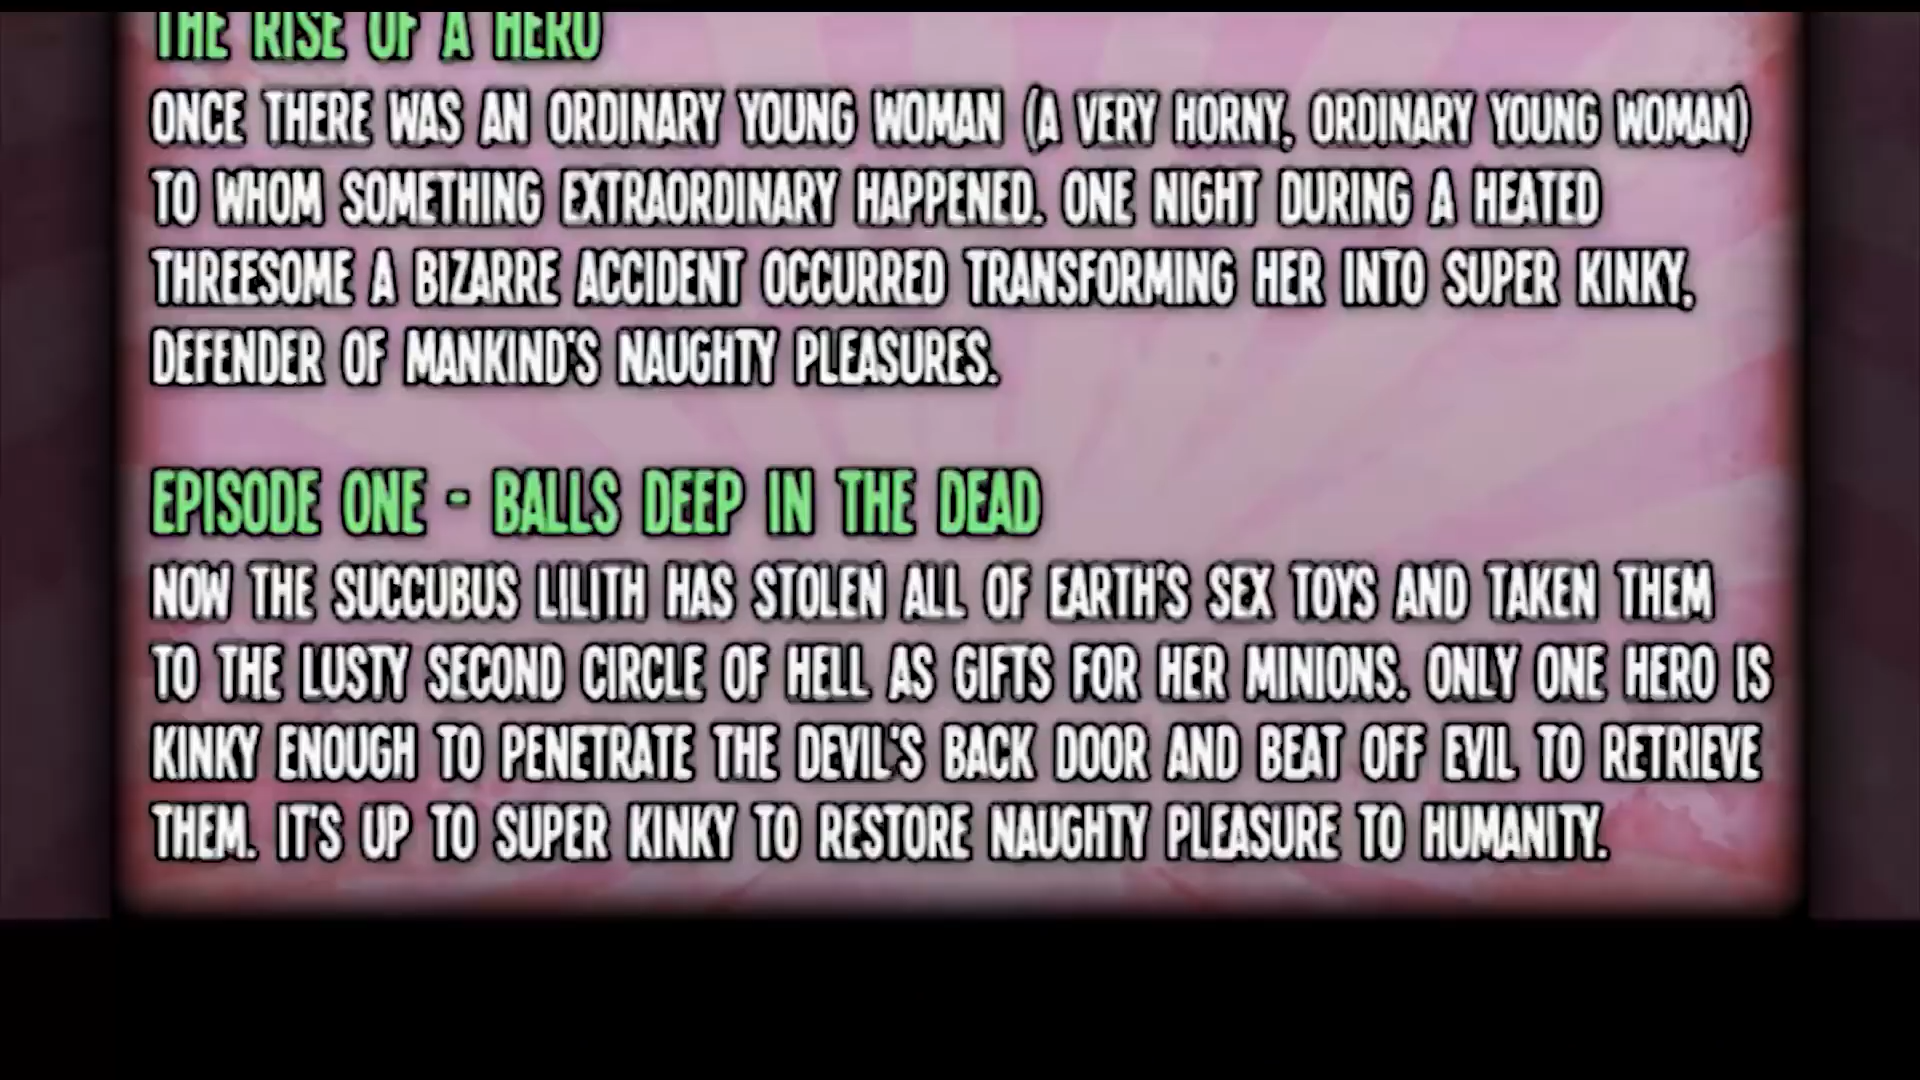 THE RISE OF A HERO
ONCE THERE WAS AN ORDINARY YOUNG WOMAN (A VERY HORNY, ORDINARY YOUNG WOMAN)
TO WHOM SOMETHING EXTRAORDINARY HAPPENED. ONE NIGHT DURING A HEATED
THREESOME A BIZARRE ACCIDENT OCCURRED TRANSFORMING HER INTO SUPER KINKY,
DEFENDER OF MANKIND'S NAUGHTY PLEASURES.
EPISODE ONE - BALLS DEEP IN THE DEAD
NOW THE SUCCUBUS LILITH HAS STOLEN ALL OF EARTH'S SEX TOYS AND TAKEN THEM
TO THE LUSTY SECOND CIRCLE OF HELL AS GIFTS FOR HER MINIONS. ONLY ONE HERO IS
KINKY ENOUGH TO PENETRATE THE DEVIL'S BACK DOOR AND BEAT OFF EVIL TO RETRIEVE
THEM. IT'S UP TO SUPER KINKY TO RESTORE NAUGHTY PLEASURE TO HUMANITY.